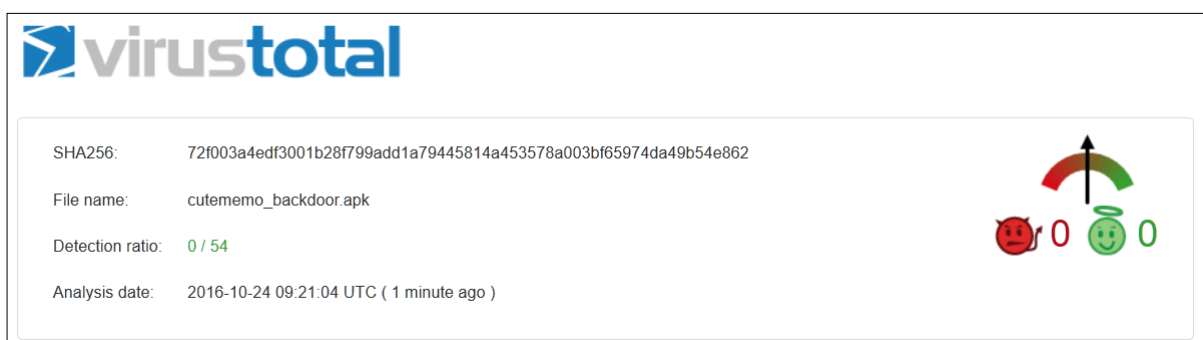 virustotal
SHA256: 72f003a4edf3001b28f799add1a79445814a453578a003bf65974da49b54e862
File name: cutememo_backdoor.apk
Detection ratio: 0 / 54
Analysis date: 2016-10-24 09:21:04 UTC ( 1 minute ago )
0 0